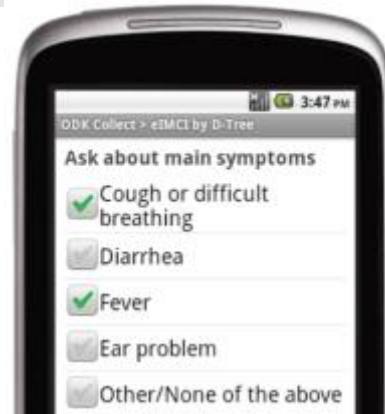 3:47 PM
ODK Collect > eIMCI by D-Tree
Ask about main symptoms
Cough or difficult
breathing
Diarrhea
Fever
Ear problem
Other/None of the above